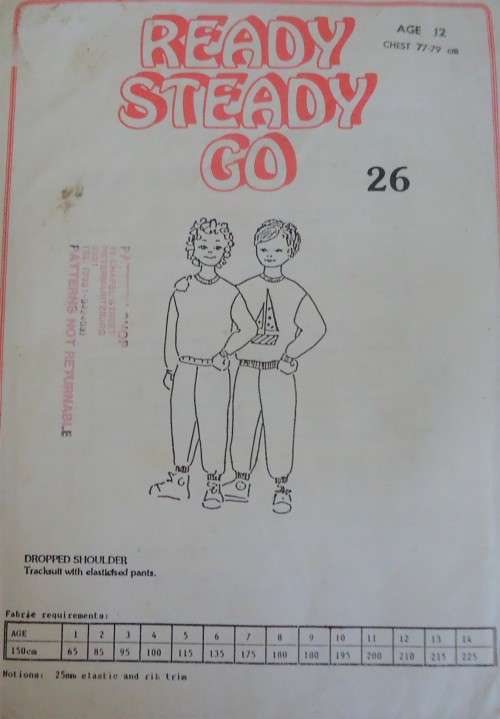 READY
STEADY
GO
AGE 12
CHEST 77-79 cm
26
PATTERNS NOT RETURNABLE
DROPPED SHOULDER
Tracksuit with elasticised pants.
Fabric requirements:
AGE 1 2 3 4 5 6 7 8 9 10 11 12 13 14
150cm 65 85 95 100 115 135 175 180 180 195 200 210 215 225
Notions: 25mm elastic and rib trim